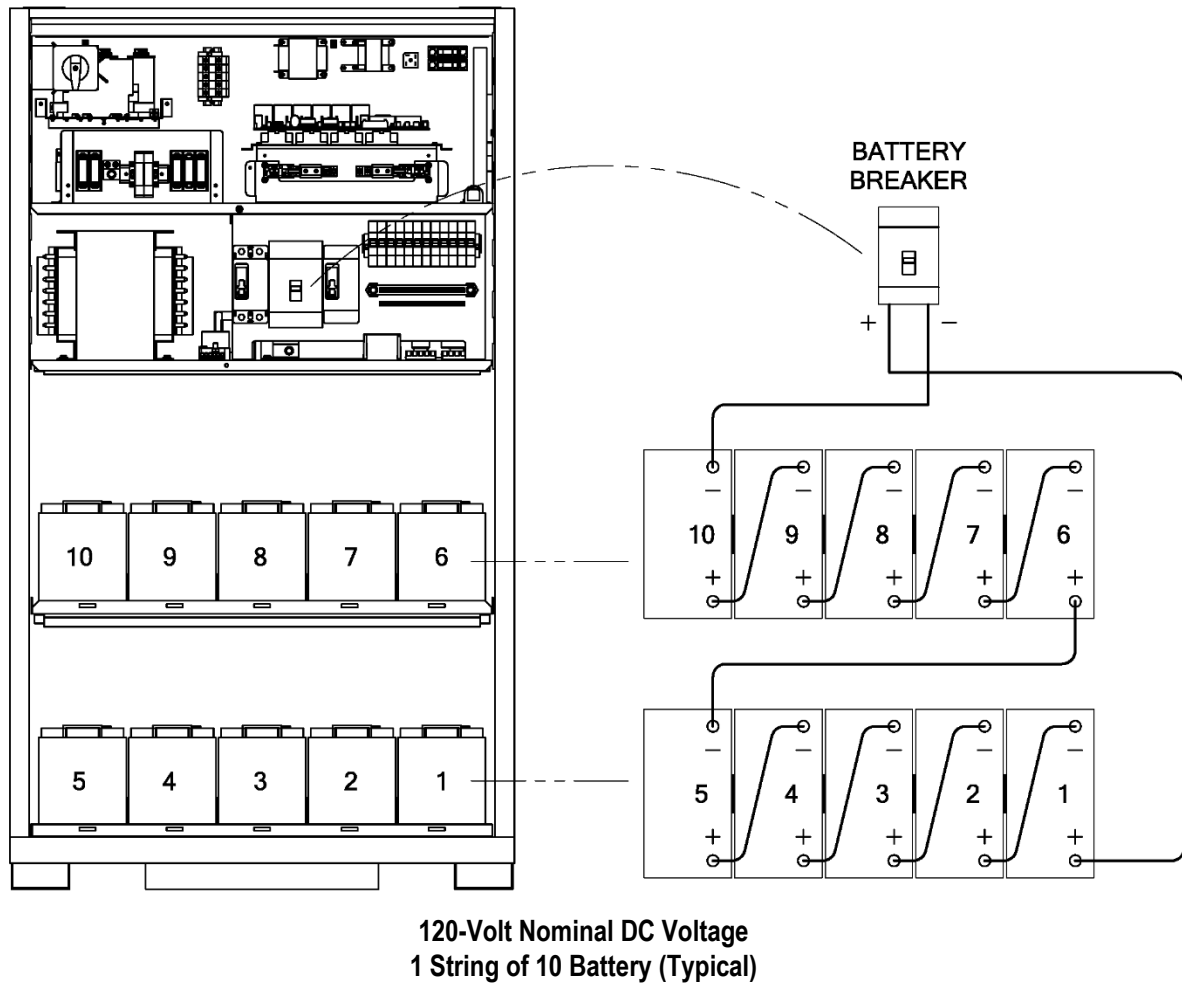 BATTERY
BREAKER
+ −
10 9 8 7 6
− − − − −
10 9 8 7 6
+ + + + +
5 4 3 2 1
− − − − −
5 4 3 2 1
+ + + + +
120-Volt Nominal DC Voltage
1 String of 10 Battery (Typical)